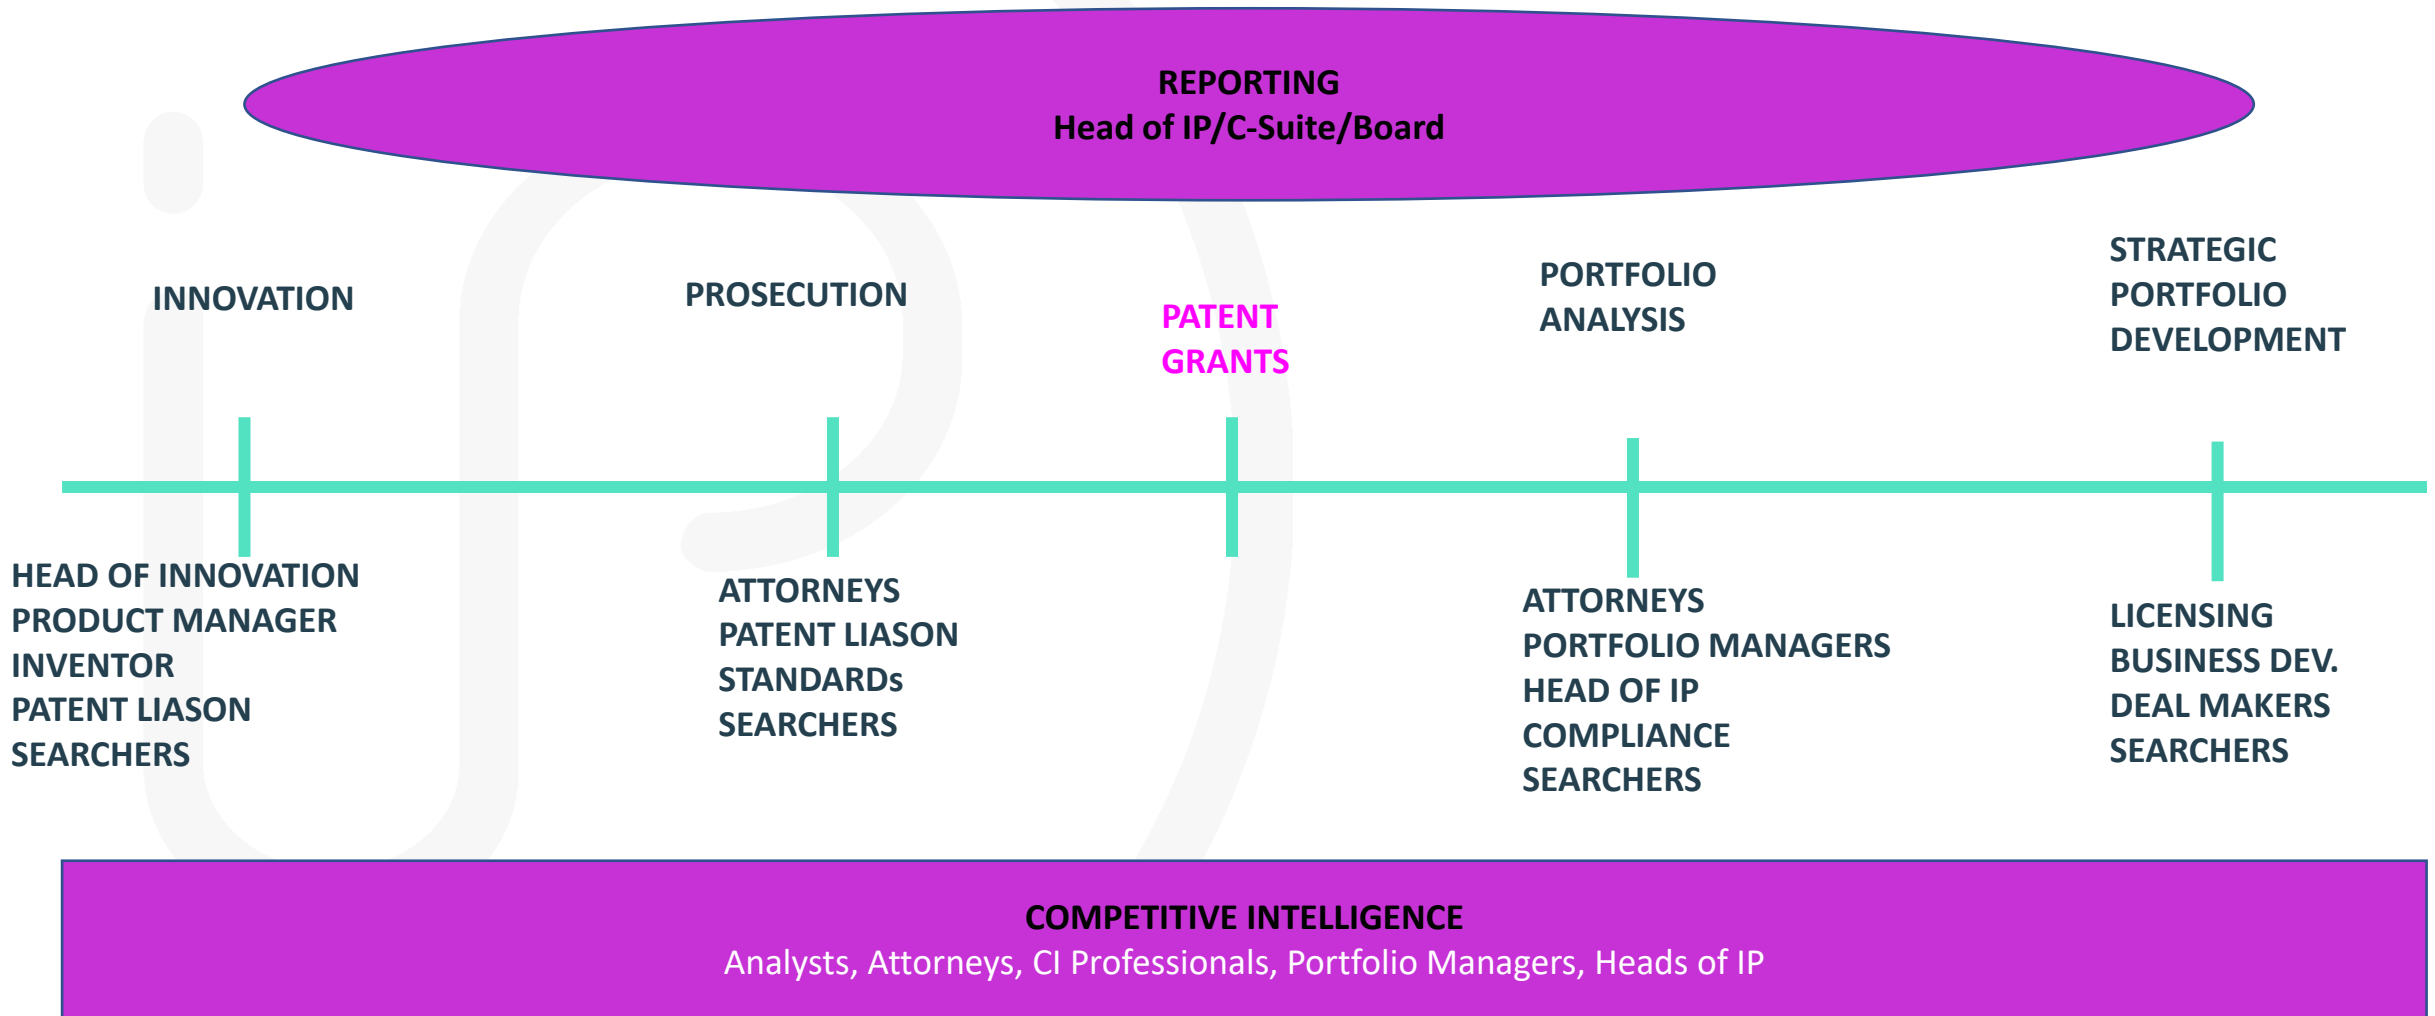 REPORTING
Head of IP/C-Suite/Board
INNOVATION
PROSECUTION
PATENT
GRANTS
PORTFOLIO
ANALYSIS
STRATEGIC
PORTFOLIO
DEVELOPMENT
HEAD OF INNOVATION
PRODUCT MANAGER
INVENTOR
PATENT LIASON
SEARCHERS
ATTORNEYS
PATENT LIASON
STANDARDs
SEARCHERS
ATTORNEYS
PORTFOLIO MANAGERS
HEAD OF IP
COMPLIANCE
SEARCHERS
LICENSING
BUSINESS DEV.
DEAL MAKERS
SEARCHERS
COMPETITIVE INTELLIGENCE
Analysts, Attorneys, CI Professionals, Portfolio Managers, Heads of IP